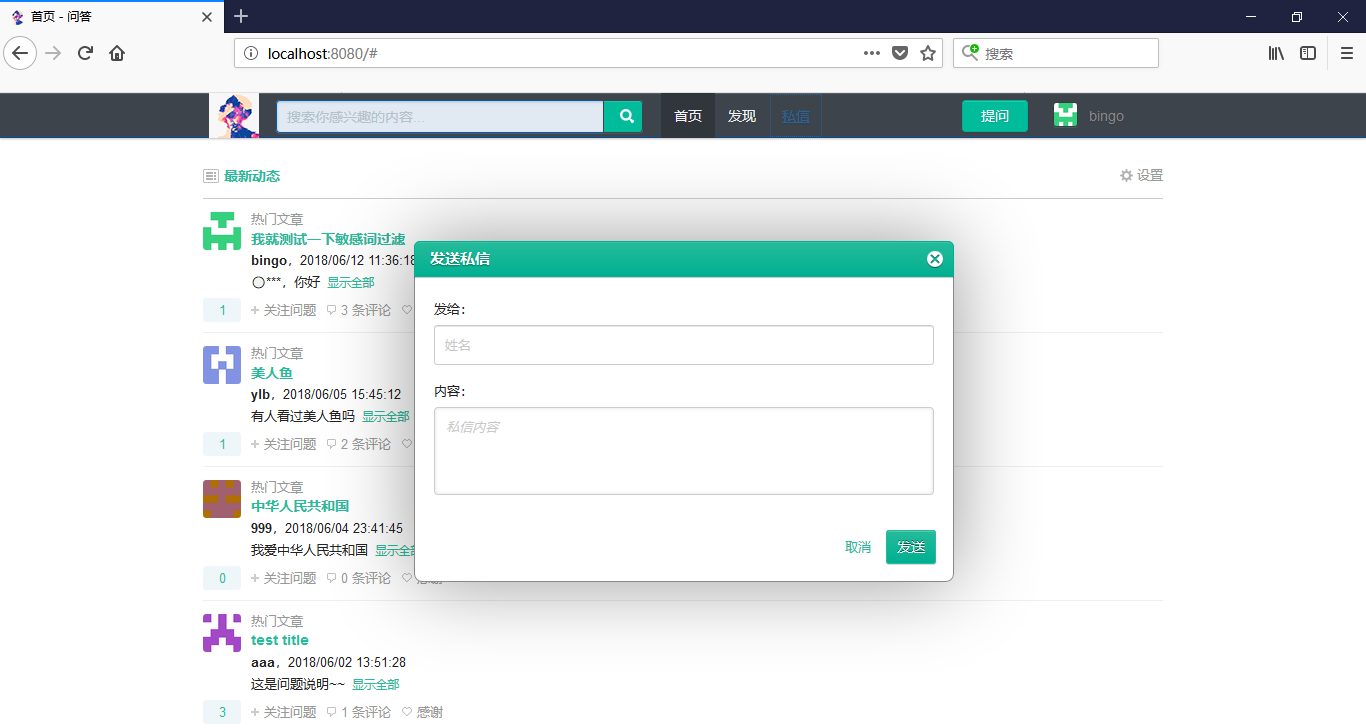 首页 - 问答
localhost:8080/#
搜索
搜索你感兴趣的内容...
首页 发现 私信
提问
bingo
最新动态
设置
热门文章
我就测试一下敏感词过滤
bingo，2018/06/12 11:36:18
〇***，你好 显示全部
1 + 关注问题 3 条评论
发送私信
发给：
姓名
内容：
私信内容
取消 发送
热门文章
美人鱼
ylb，2018/06/05 15:45:12
有人看过美人鱼吗 显示全部
1 + 关注问题 2 条评论
热门文章
中华人民共和国
999，2018/06/04 23:41:45
我爱中华人民共和国 显示全部
0 + 关注问题 0 条评论 感谢
热门文章
test title
aaa，2018/06/02 13:51:28
这是问题说明~~ 显示全部
3 + 关注问题 1 条评论 感谢